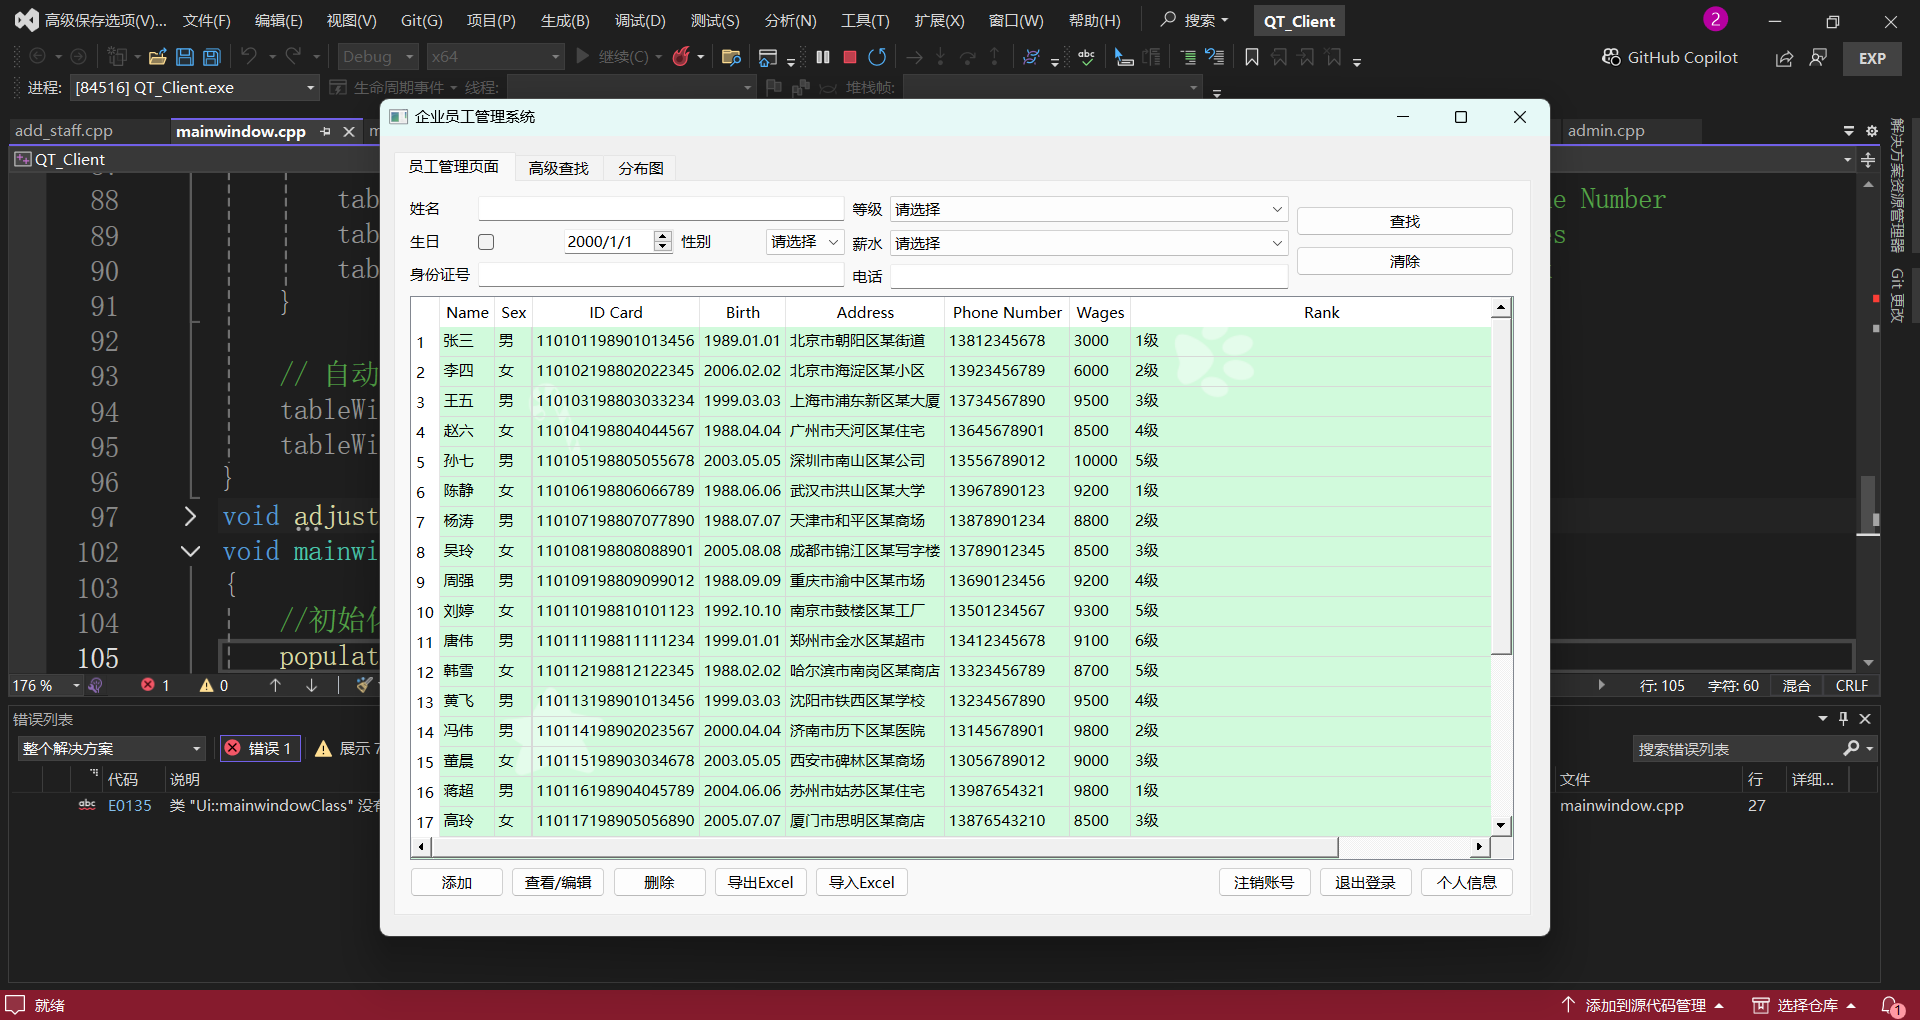 高级保存选项(V)... 文件(F) 编辑(E) 视图(V) Git(G) 项目(P) 生成(B) 调试(D) 测试(S) 分析(N) 工具(T) 扩展(X) 窗口(W) 帮助(H) 搜索 QT_Client 2
Debug x64 继续(C) abc GitHub Copilot EXP
进程: [84516] QT_Client.exe 生命周期事件 线程: 堆栈帧:
企业员工管理系统
add_staff.cpp mainwindow.cpp m admin.cpp
QT_Client
解决方案资源管理器
Git 更改
员工管理页面 高级查找 分布图
姓名 等级 请选择 查找
生日 2000/1/1 性别 请选择 薪水 请选择 清除
身份证号 电话
88 tab e Number
89 tab s
90 tab
91 }
92
93 // 自动
94 tableWi
95 tableWi
96 }
97 void adjust
102 void mainwi
103 {
104 //初始化
105 populat
Name Sex ID Card Birth Address Phone Number Wages Rank
1 张三 男 110101198901013456 1989.01.01 北京市朝阳区某街道 13812345678 3000 1级
2 李四 女 110102198802022345 2006.02.02 北京市海淀区某小区 13923456789 6000 2级
3 王五 男 110103198803033234 1999.03.03 上海市浦东新区某大厦 13734567890 9500 3级
4 赵六 女 110104198804044567 1988.04.04 广州市天河区某住宅 13645678901 8500 4级
5 孙七 男 110105198805055678 2003.05.05 深圳市南山区某公司 13556789012 10000 5级
6 陈静 女 110106198806066789 1988.06.06 武汉市洪山区某大学 13967890123 9200 1级
7 杨涛 男 110107198807077890 1988.07.07 天津市和平区某商场 13878901234 8800 2级
8 吴玲 女 110108198808088901 2005.08.08 成都市锦江区某写字楼 13789012345 8500 3级
9 周强 男 110109198809099012 1988.09.09 重庆市渝中区某市场 13690123456 9200 4级
10 刘婷 女 110110198810101123 1992.10.10 南京市鼓楼区某工厂 13501234567 9300 5级
11 唐伟 男 110111198811111234 1999.01.01 郑州市金水区某超市 13412345678 9100 6级
12 韩雪 女 110112198812122345 1988.02.02 哈尔滨市南岗区某商店 13323456789 8700 5级
13 黄飞 男 110113198901013456 1999.03.03 沈阳市铁西区某学校 13234567890 9500 4级
14 冯伟 男 110114198902023567 2000.04.04 济南市历下区某医院 13145678901 9800 2级
15 董晨 女 110115198903034678 2003.05.05 西安市碑林区某商场 13056789012 9000 3级
16 蒋超 男 110116198904045789 2004.06.06 苏州市姑苏区某住宅 13987654321 9800 1级
17 高玲 女 110117198905056890 2005.07.07 厦门市思明区某商店 13876543210 8500 3级
添加 查看/编辑 删除 导出Excel 导入Excel 注销账号 退出登录 个人信息
176 % 1 0 行: 105 字符: 60 混合 CRLF
错误列表
整个解决方案 错误 1 展示 7 搜索错误列表
代码 说明 文件 行 详细...
abc E0135 类 "Ui::mainwindowClass" 没有 mainwindow.cpp 27
就绪 添加到源代码管理 选择仓库 1